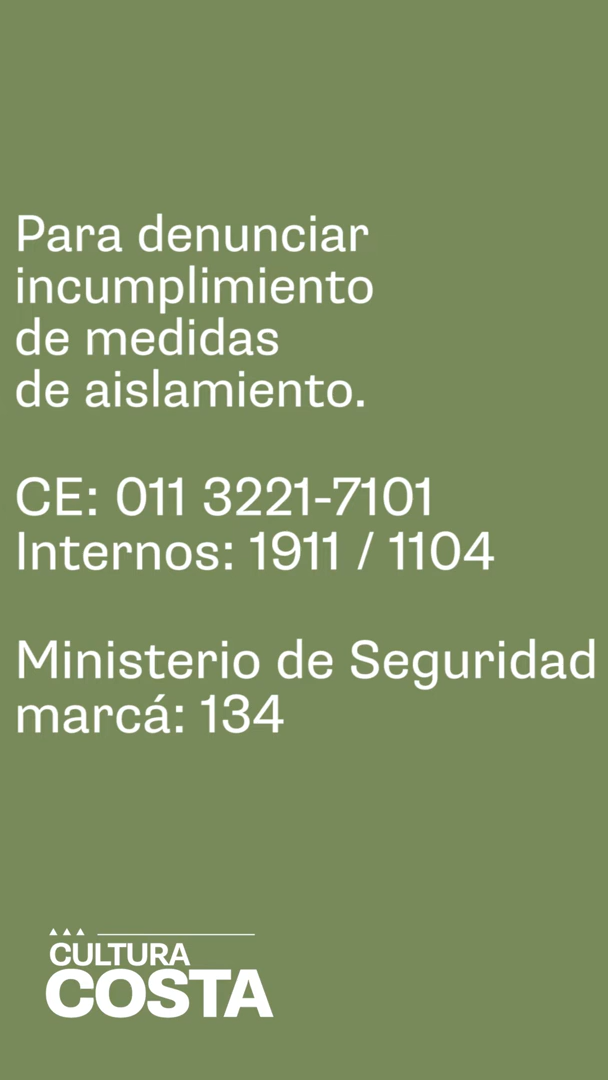 Para denunciar
incumplimiento
de medidas
de aislamiento.
CE: 011 3221-7101
Internos: 1911 / 1104
Ministerio de Seguridad
marcá: 134
CULTURA
COSTA